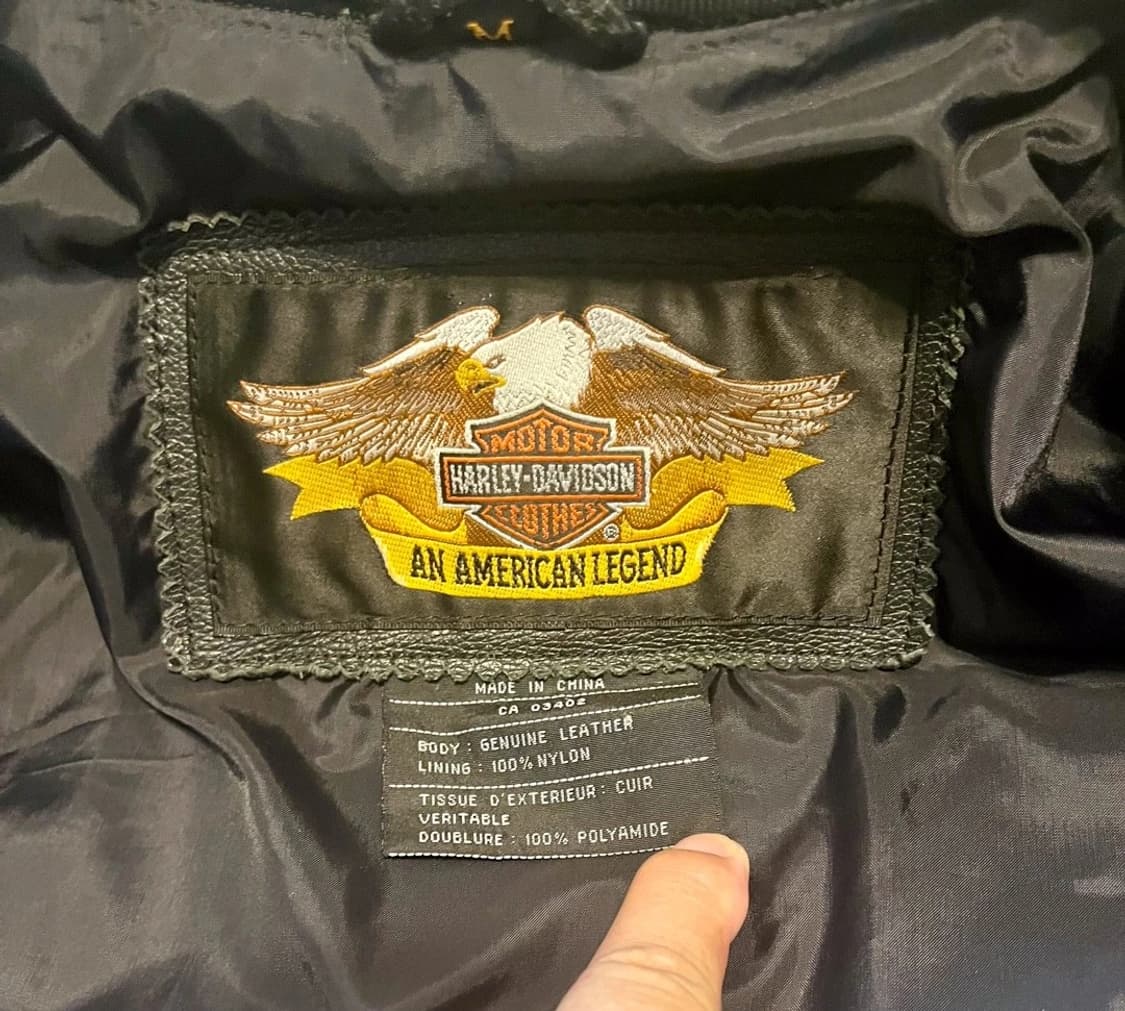 M
MOTOR
HARLEY-DAVIDSON
CLOTHES
®
AN AMERICAN LEGEND
MADE IN CHINA
CA 03402
BODY : GENUINE LEATHER
LINING : 100% NYLON
TISSUE D'EXTERIEUR : CUIR
VERITABLE
DOUBLURE : 100% POLYAMIDE